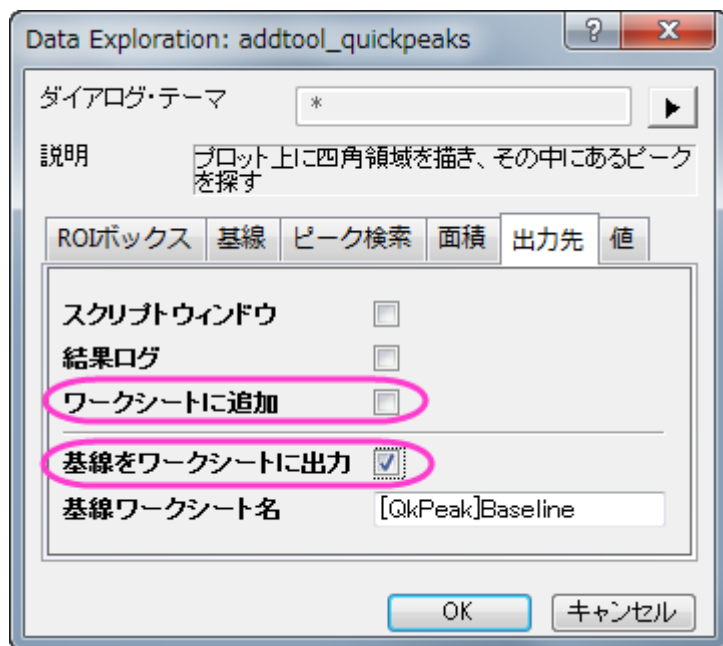 Data Exploration: addtool_quickpeaks
ダイアログ・テーマ *
説明 プロット上に四角領域を描き、その中にあるピーク
を探す
ROIボックス 基線 ピーク検索 面積 出力先 値
スクリプトウィンドウ
結果ログ
ワークシートに追加
基線をワークシートに出力
基線ワークシート名 [QkPeak]Baseline
OK キャンセル